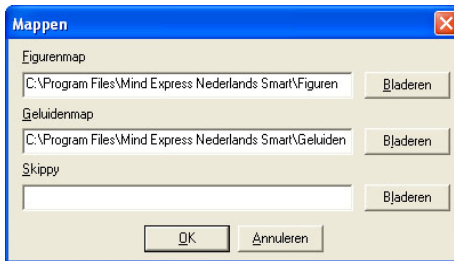 Mappen
Figurenmap
C:\Program Files\Mind Express Nederlands Smart\Figuren
Bladeren
Geluidenmap
C:\Program Files\Mind Express Nederlands Smart\Geluiden
Bladeren
Skippy
Bladeren
OK
Annuleren